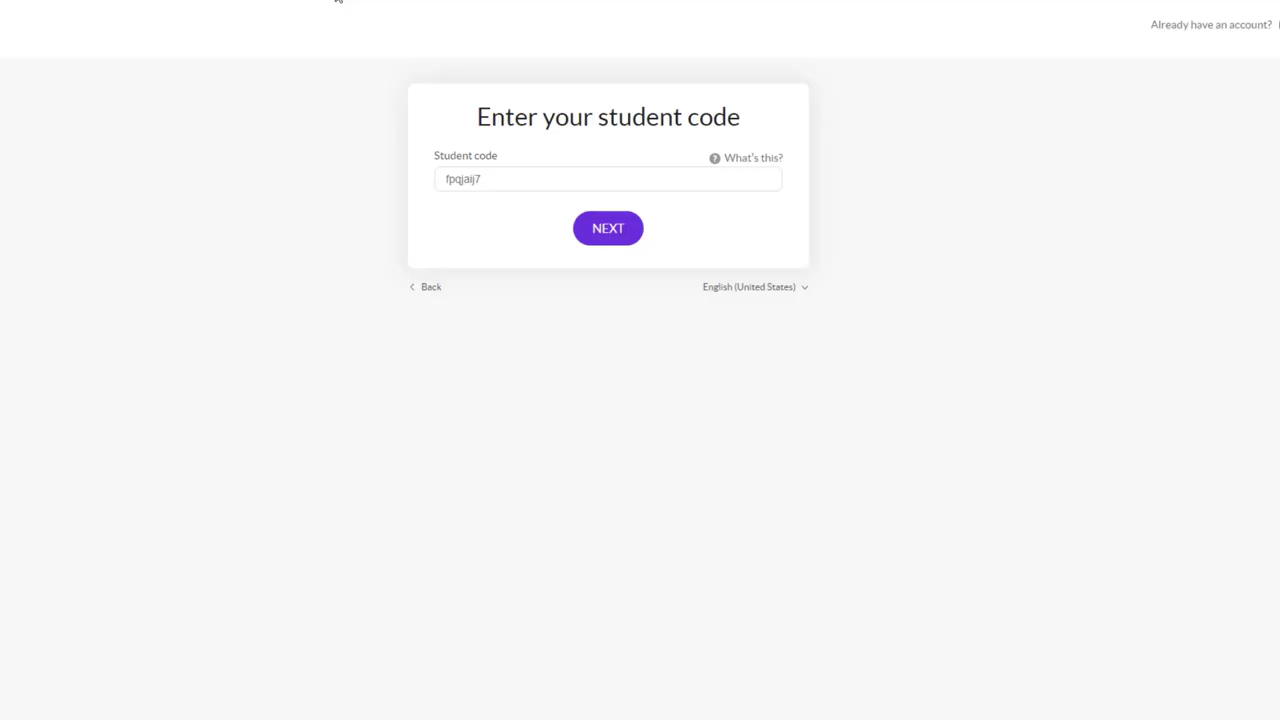 Already have an account?
Enter your student code
Student code
What's this?
fpqjaij7
NEXT
Back
English (United States)